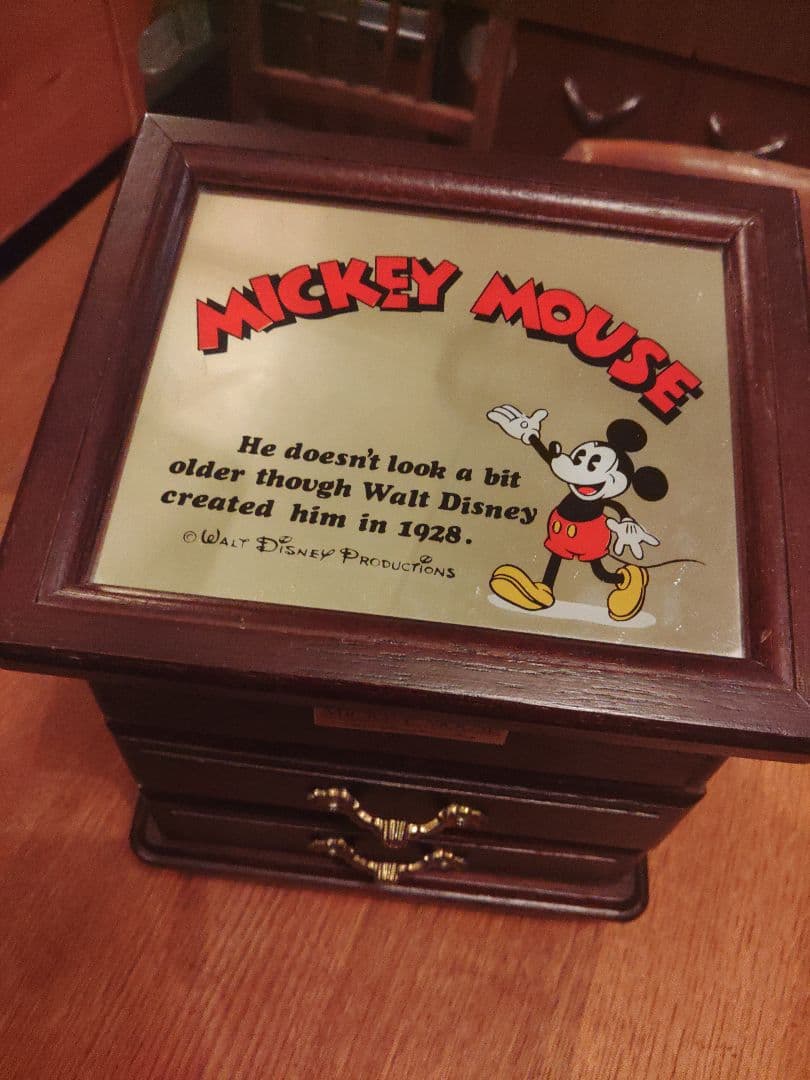 MICKEY MOUSE
He doesn't look a bit
older though Walt Disney
created him in 1928.
© WALT DISNEY PRODUCTIONS